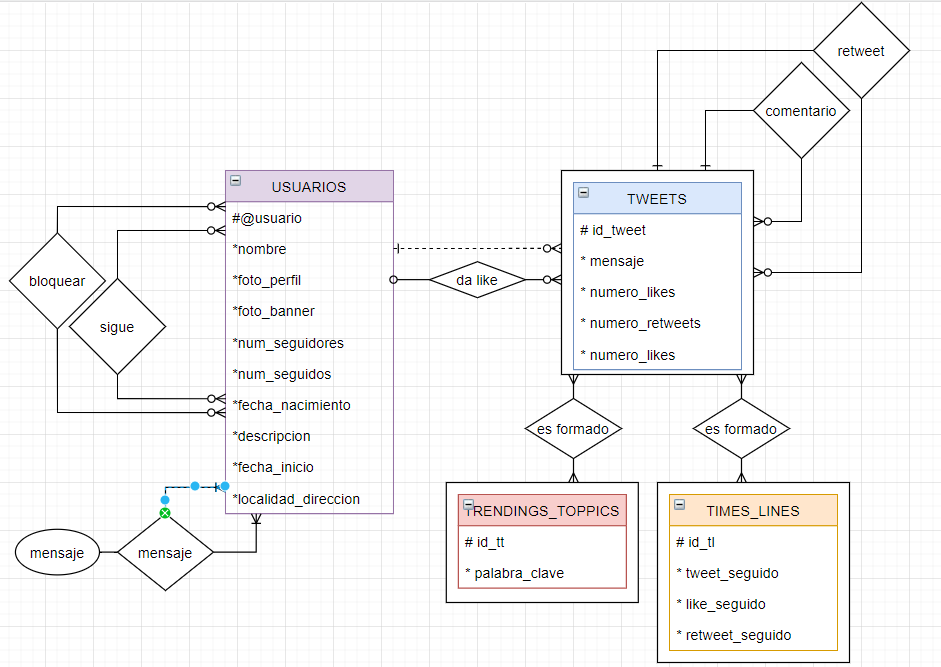 retweet
comentario
USUARIOS
#@usuario
*nombre
*foto_perfil
*foto_banner
*num_seguidores
*num_seguidos
*fecha_nacimiento
*descripcion
*fecha_inicio
*localidad_direccion
bloquear
sigue
da like
TWEETS
# id_tweet
* mensaje
* numero_likes
* numero_retweets
* numero_likes
es formado
es formado
mensaje
mensaje
TRENDINGS_TOPPICS
# id_tt
* palabra_clave
TIMES_LINES
# id_tl
* tweet_seguido
* like_seguido
* retweet_seguido